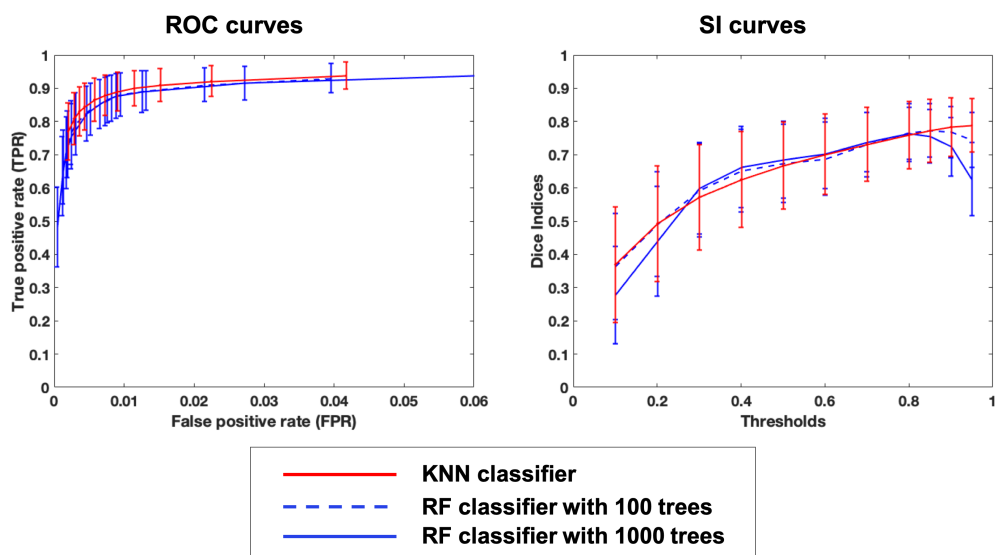 ROC curves
SI curves
True positive rate (TPR)
1
0.9
0.8
0.7
0.6
0.5
0.4
0.3
0.2
0.1
0
0 0.01 0.02 0.03 0.04 0.05 0.06
False positive rate (FPR)
Dice Indices
1
0.9
0.8
0.7
0.6
0.5
0.4
0.3
0.2
0.1
0
0 0.2 0.4 0.6 0.8 1
Thresholds
KNN classifier
RF classifier with 100 trees
RF classifier with 1000 trees